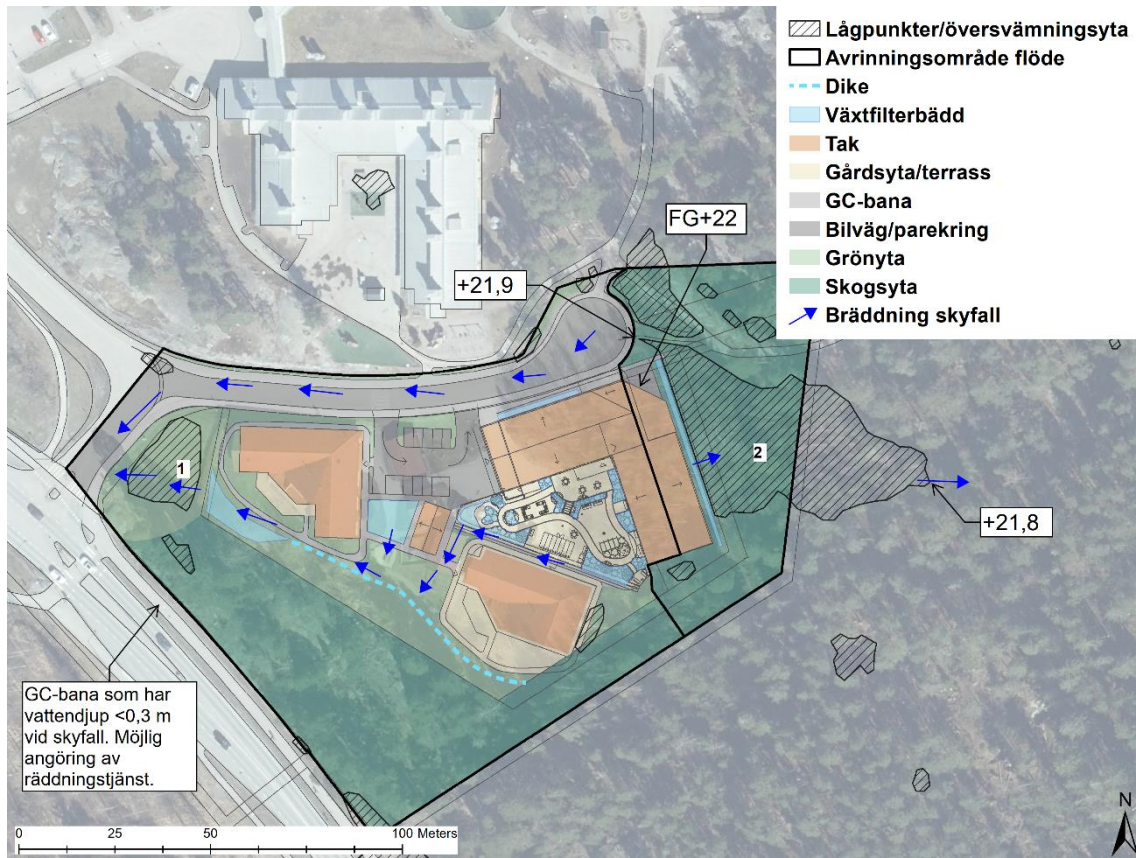 Lågpunkter/översvämningsyta
Avrinningsområde flöde
Dike
Växtfilterbädd
Tak
Gårdsyta/terrass
GC-bana
Bilväg/parekring
Grönyta
Skogsyta
Bräddning skyfall
FG+22
+21,9
1
2
+21,8
GC-bana som har
vattendjup <0,3 m
vid skyfall. Möjlig
angöring av
räddningstjänst.
0 25 50 100 Meters
N